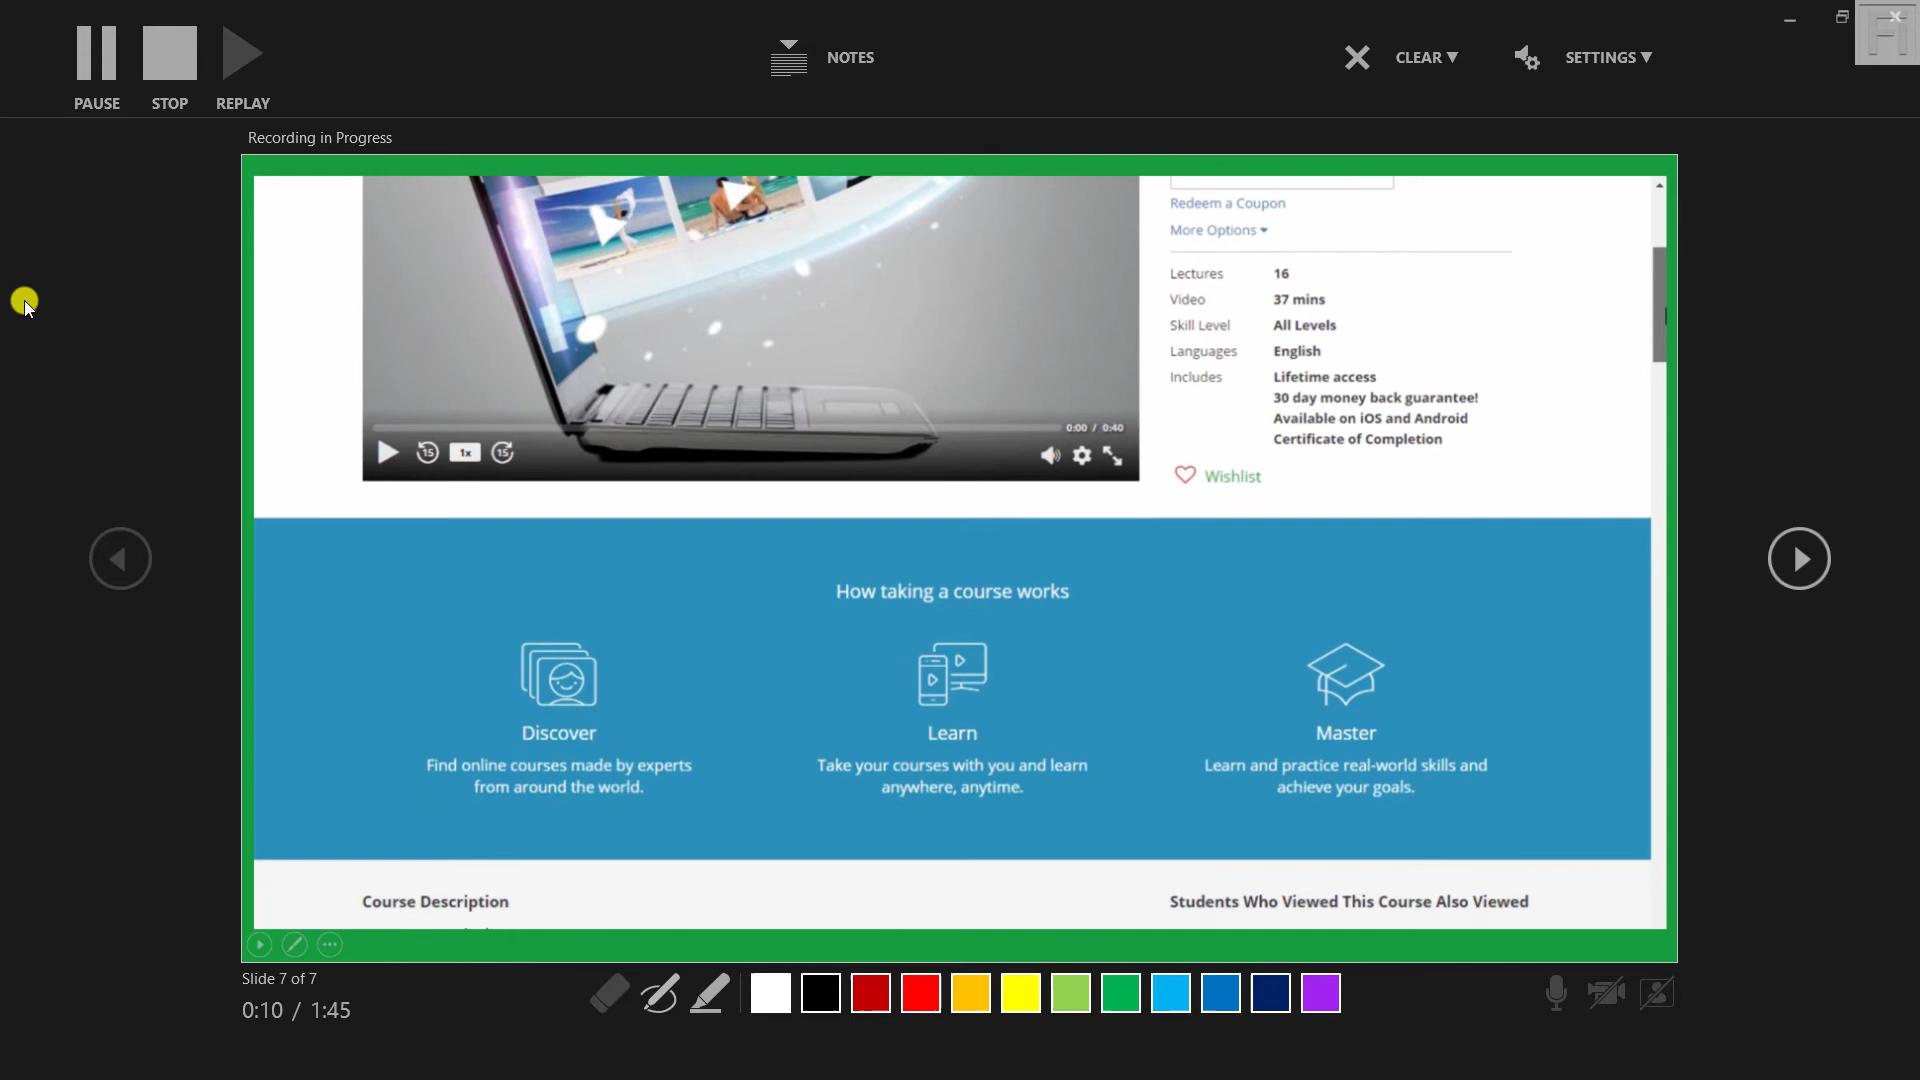 NOTES
CLEAR
SETTINGS
PAUSE
STOP
REPLAY
Recording in Progress
Redeem a Coupon
More Options
Lectures 16
Video 37 mins
Skill Level All Levels
Languages English
Includes Lifetime access
30 day money back guarantee!
Available on iOS and Android
Certificate of Completion
0:00 / 0:40
15 1x 15
Wishlist
How taking a course works
Discover
Find online courses made by experts
from around the world.
Learn
Take your courses with you and learn
anywhere, anytime.
Master
Learn and practice real-world skills and
achieve your goals.
Course Description
Students Who Viewed This Course Also Viewed
Slide 7 of 7
0:10 / 1:45